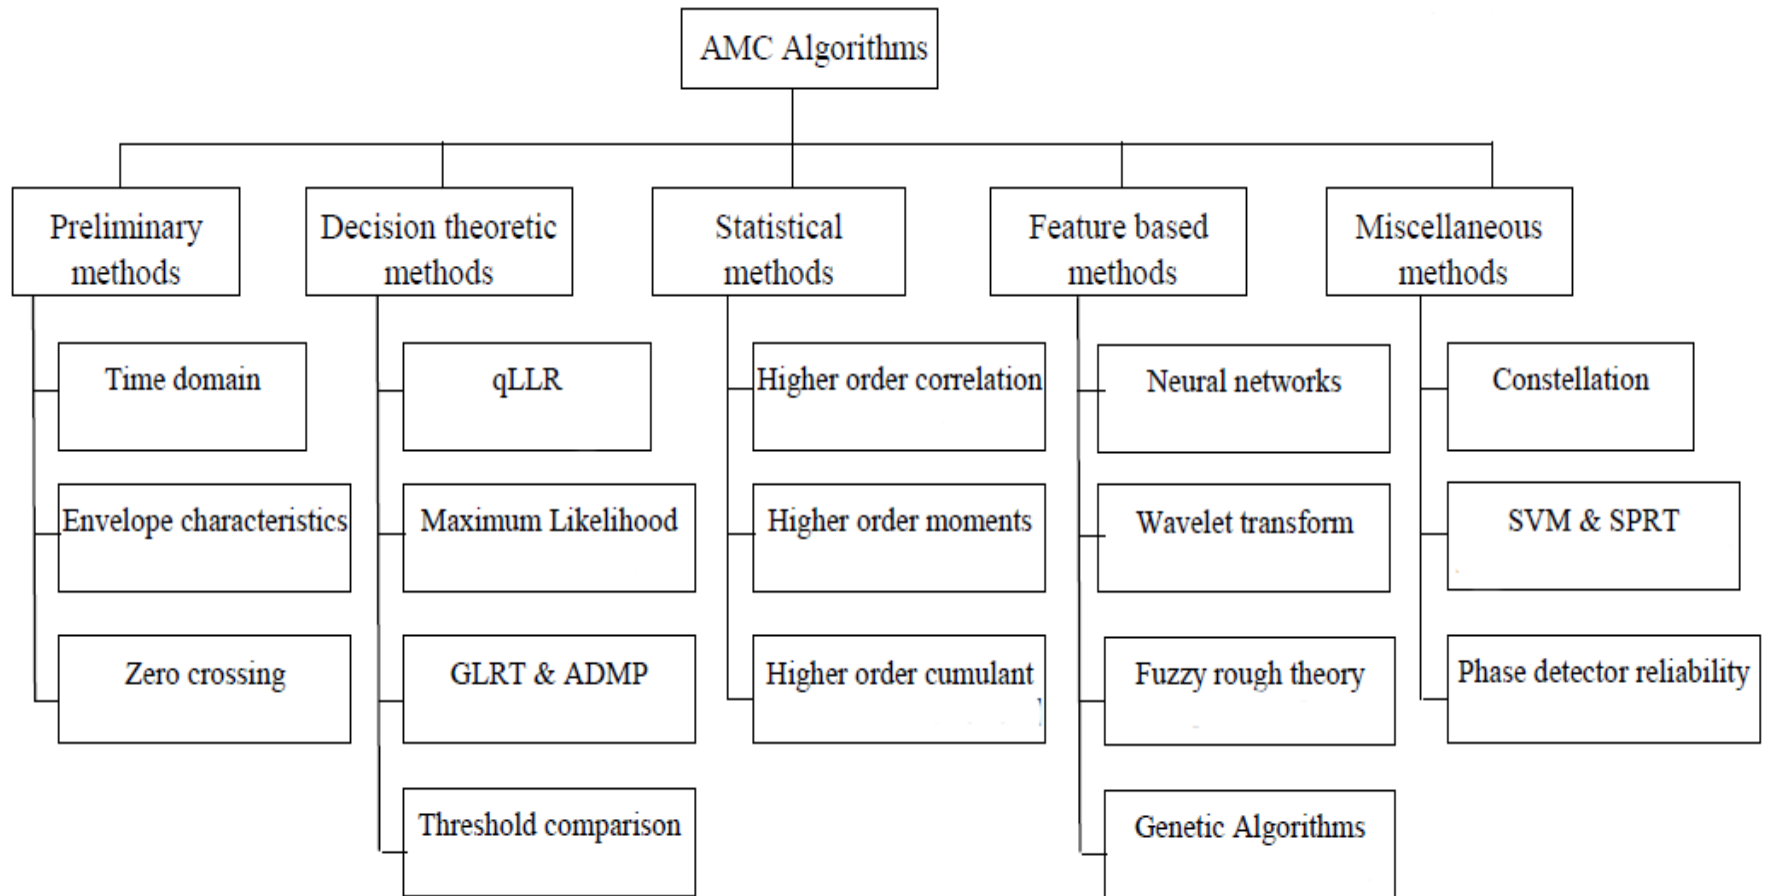 AMC Algorithms
Preliminary
methods
Decision theoretic
methods
Statistical
methods
Feature based
methods
Miscellaneous
methods
Time domain
qLLR
Higher order correlation
Neural networks
Constellation
Envelope characteristics
Maximum Likelihood
Higher order moments
Wavelet transform
SVM & SPRT
Zero crossing
GLRT & ADMP
Higher order cumulant
Fuzzy rough theory
Phase detector reliability
Threshold comparison
Genetic Algorithms